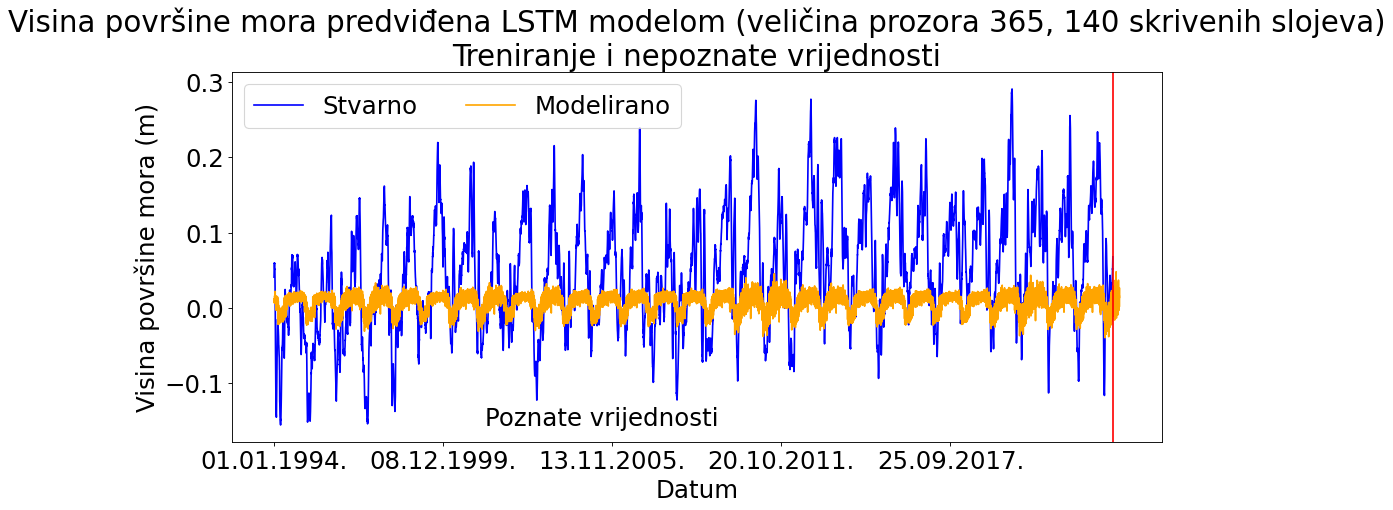 Visina površine mora predviđena LSTM modelom (veličina prozora 365, 140 skrivenih slojeva)
Treniranje i nepoznate vrijednosti
Stvarno
Modelirano
Visina površine mora (m)
0.3
0.2
0.1
0.0
−0.1
Poznate vrijednosti
01.01.1994.
08.12.1999.
13.11.2005.
20.10.2011.
25.09.2017.
Datum